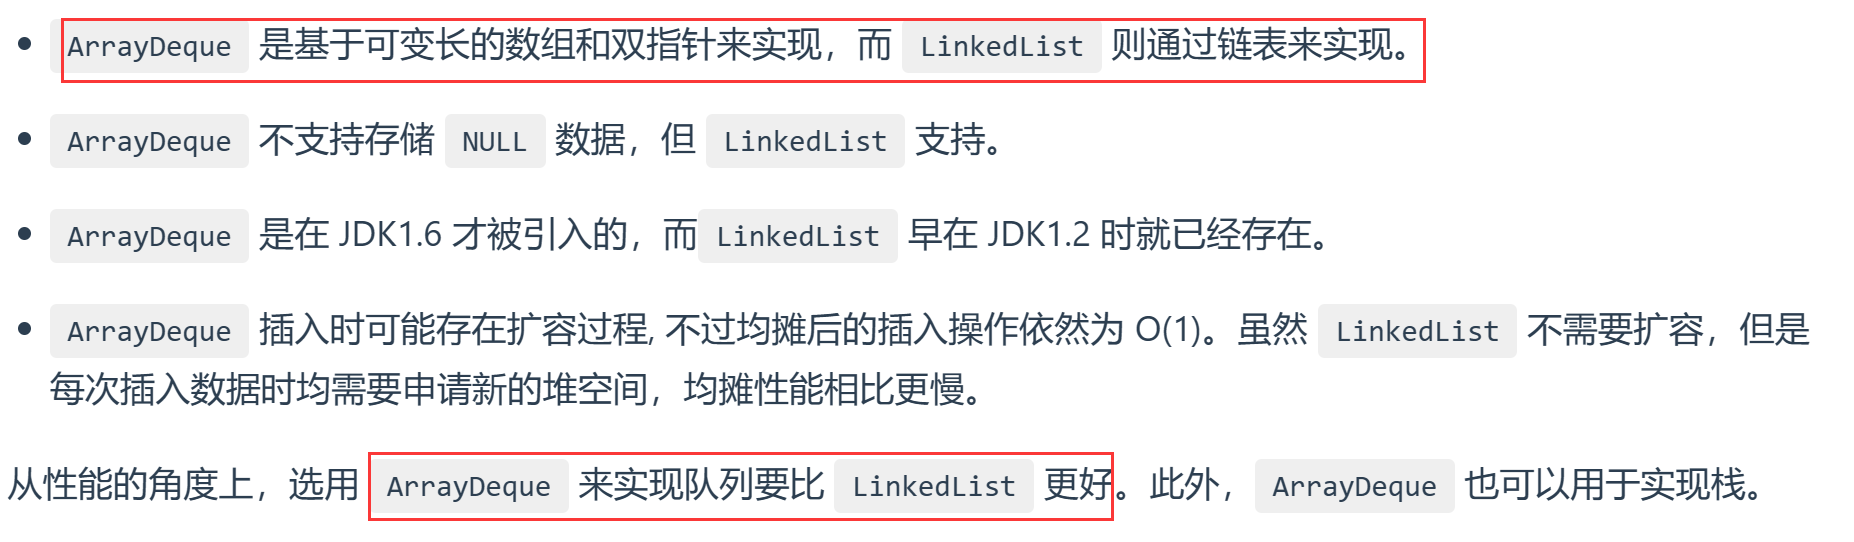 ArrayDeque 是基于可变长的数组和双指针来实现，而 LinkedList 则通过链表来实现。
ArrayDeque 不支持存储 NULL 数据，但 LinkedList 支持。
ArrayDeque 是在 JDK1.6 才被引入的，而 LinkedList 早在 JDK1.2 时就已经存在。
ArrayDeque 插入时可能存在扩容过程, 不过均摊后的插入操作依然为 O(1)。虽然 LinkedList 不需要扩容，但是
每次插入数据时均需要申请新的堆空间，均摊性能相比更慢。
从性能的角度上，选用 ArrayDeque 来实现队列要比 LinkedList 更好。此外，ArrayDeque 也可以用于实现栈。